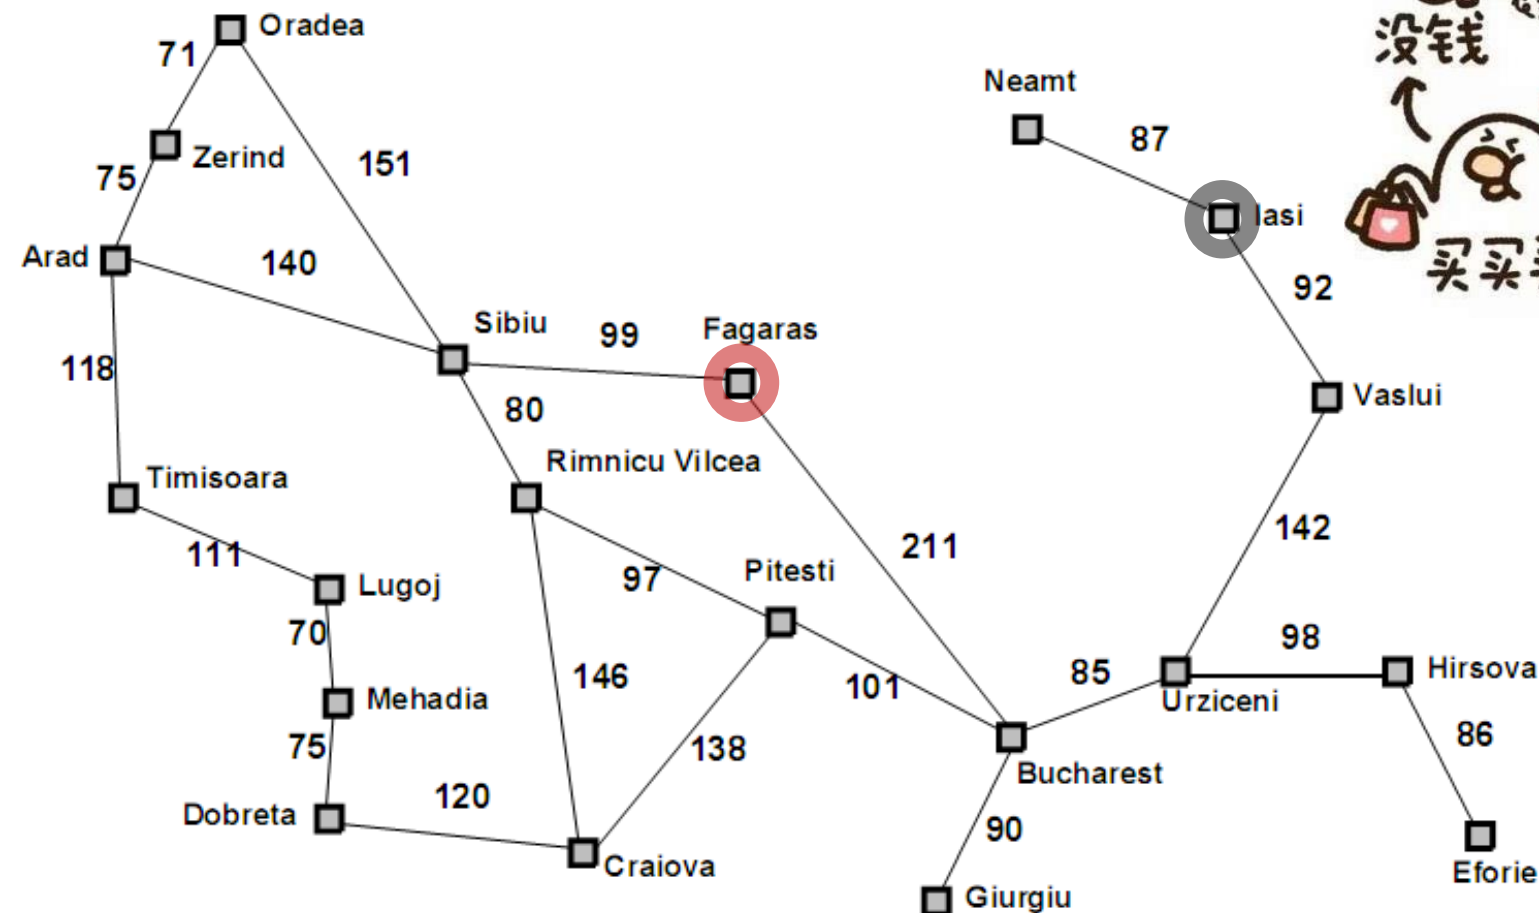 Oradea
71
没钱
Neamt
87
Zerind
151
75
Iasi
Arad
140
买买
92
Sibiu
99
Fagaras
118
80
Vaslui
Rimnicu Vilcea
Timisoara
111
97
Pitesti
211
142
Lugoj
70
146
101
85
98
Hirsova
Urziceni
Mehadia
75
138
86
Bucharest
Dobreta
120
90
Craiova
Eforie
Giurgiu